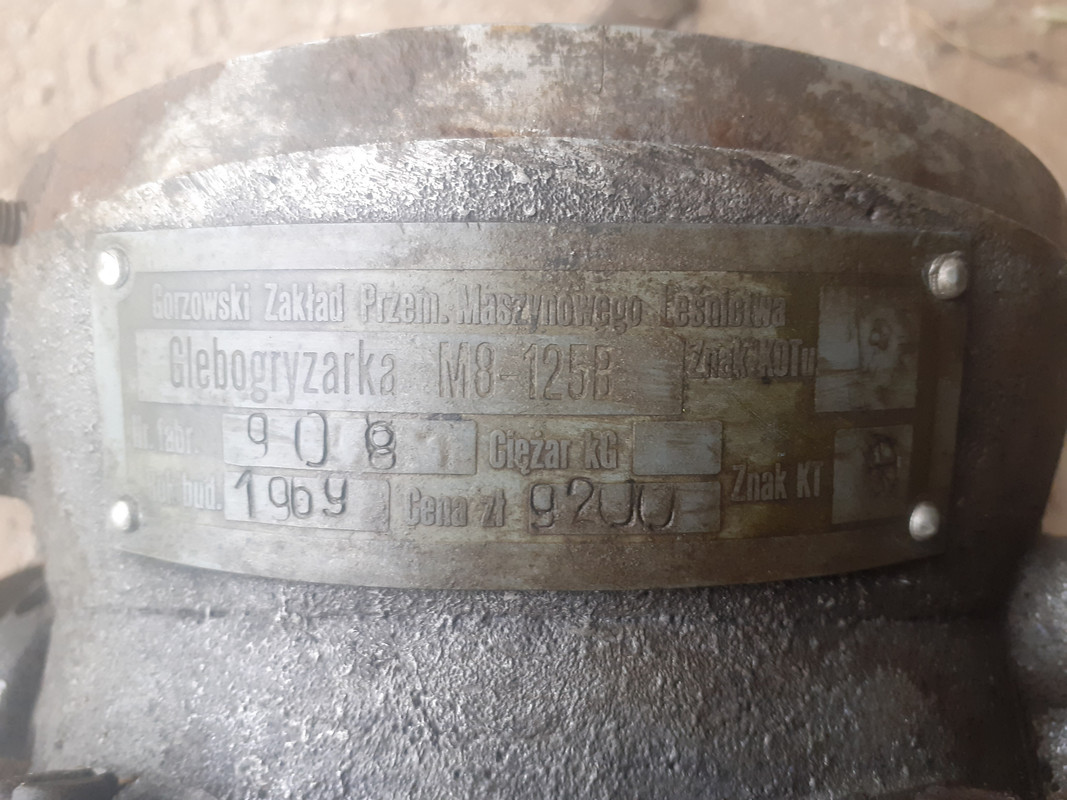 Gorzowski Zakład Przem. Maszynowego Leśnictwa
Glebogryzarka M8-125B Znak KOTu
Nr fabr. 908 Ciężar KG
bud. 1969 Cena zł 9200 Znak KT